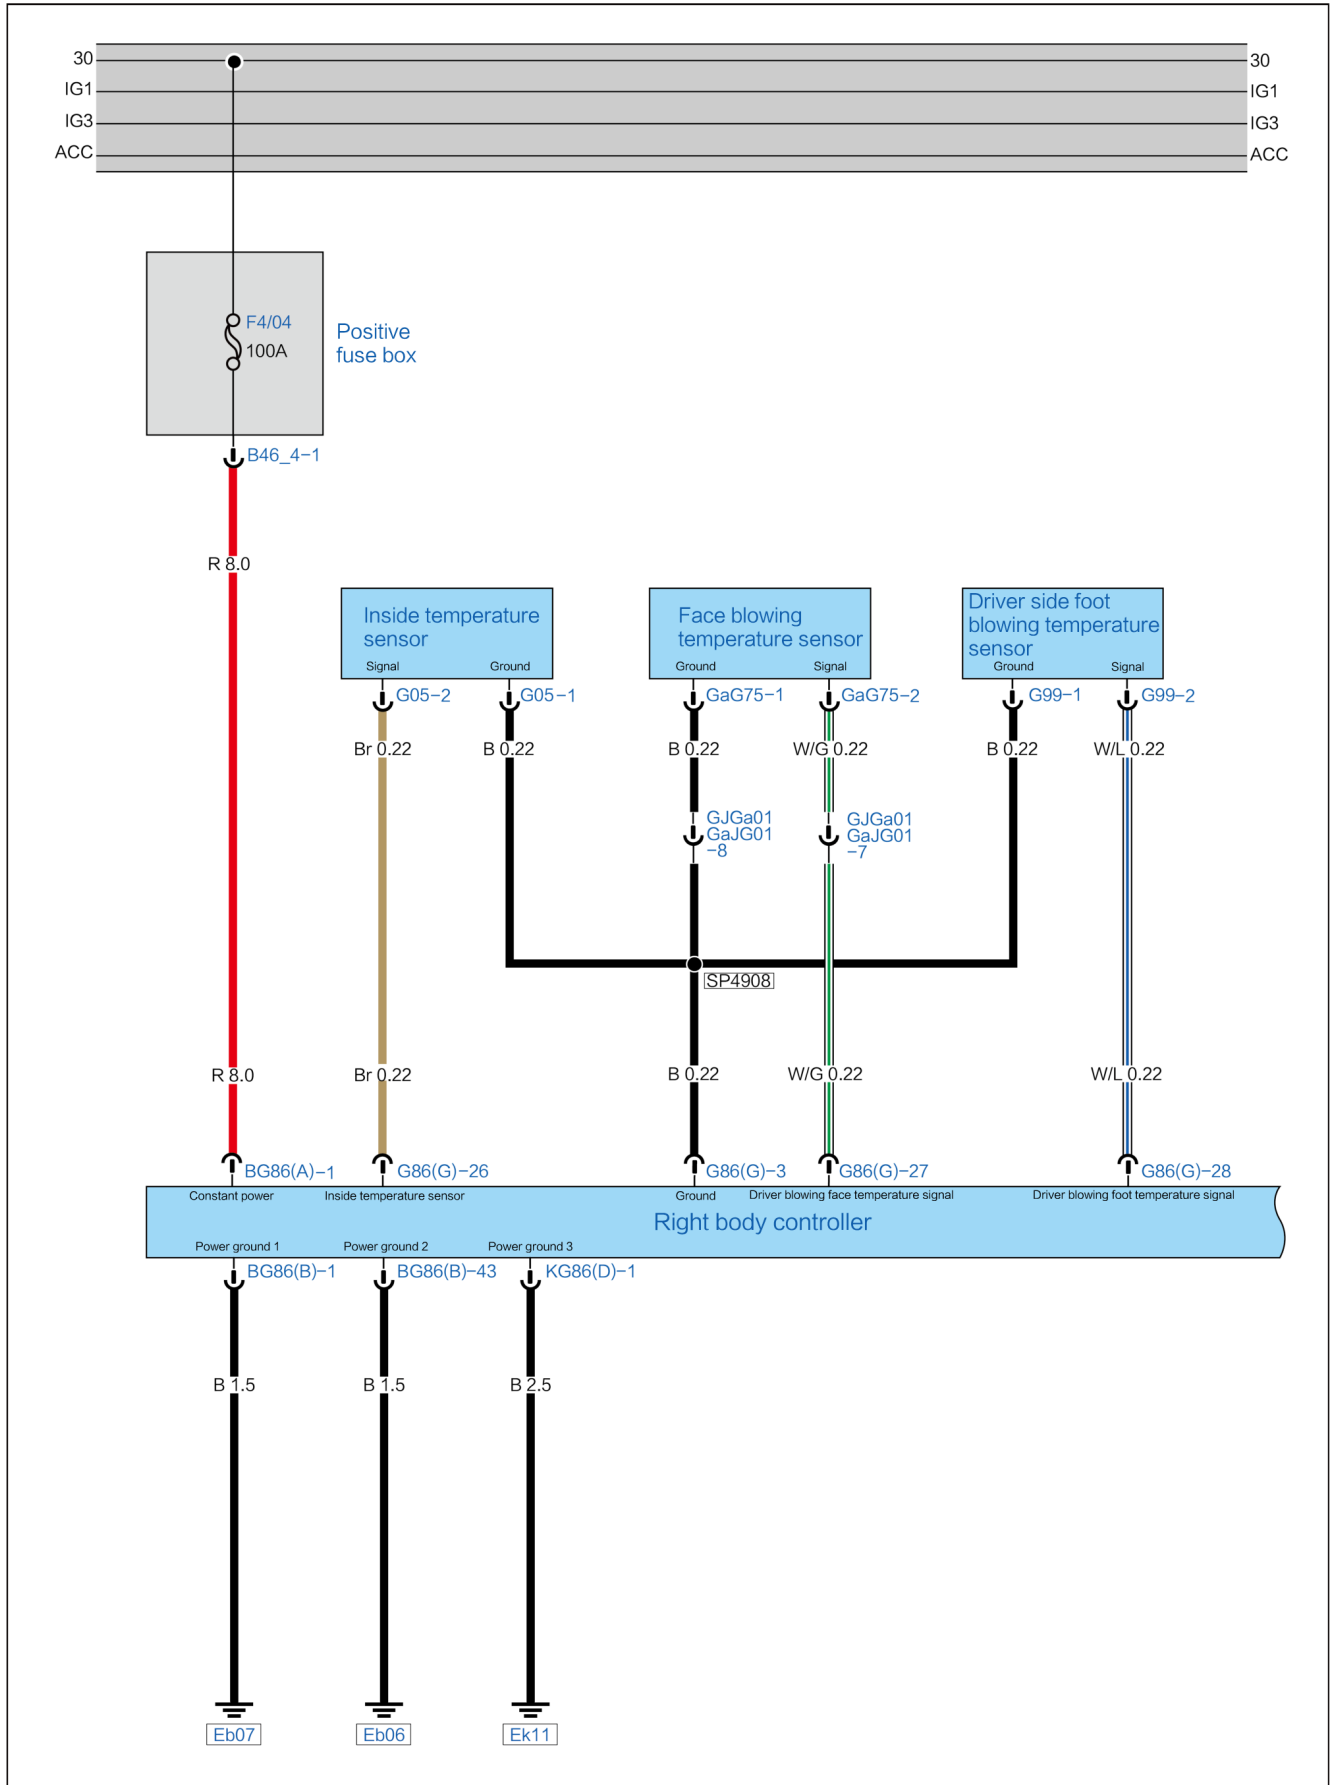 30
30
IG1
IG1
IG3
IG3
ACC
ACC
F4/04
100A
Positive
fuse box
B46_4-1
R 8.0
Inside temperature
sensor
Signal
Ground
Face blowing
temperature sensor
Ground
Signal
Driver side foot
blowing temperature
sensor
Ground
Signal
G05-2
G05-1
GaG75-1
GaG75-2
G99-1
G99-2
Br 0.22
B 0.22
B 0.22
W/G 0.22
B 0.22
W/L 0.22
GJGa01
GaJG01
-8
GJGa01
GaJG01
-7
SP4908
R 8.0
Br 0.22
B 0.22
W/G 0.22
W/L 0.22
BG86(A)-1
G86(G)-26
G86(G)-3
G86(G)-27
G86(G)-28
Constant power
Inside temperature sensor
Ground
Driver blowing face temperature signal
Driver blowing foot temperature signal
Right body controller
Power ground 1
Power ground 2
Power ground 3
BG86(B)-1
BG86(B)-43
KG86(D)-1
B 1.5
B 1.5
B 2.5
Eb07
Eb06
Ek11